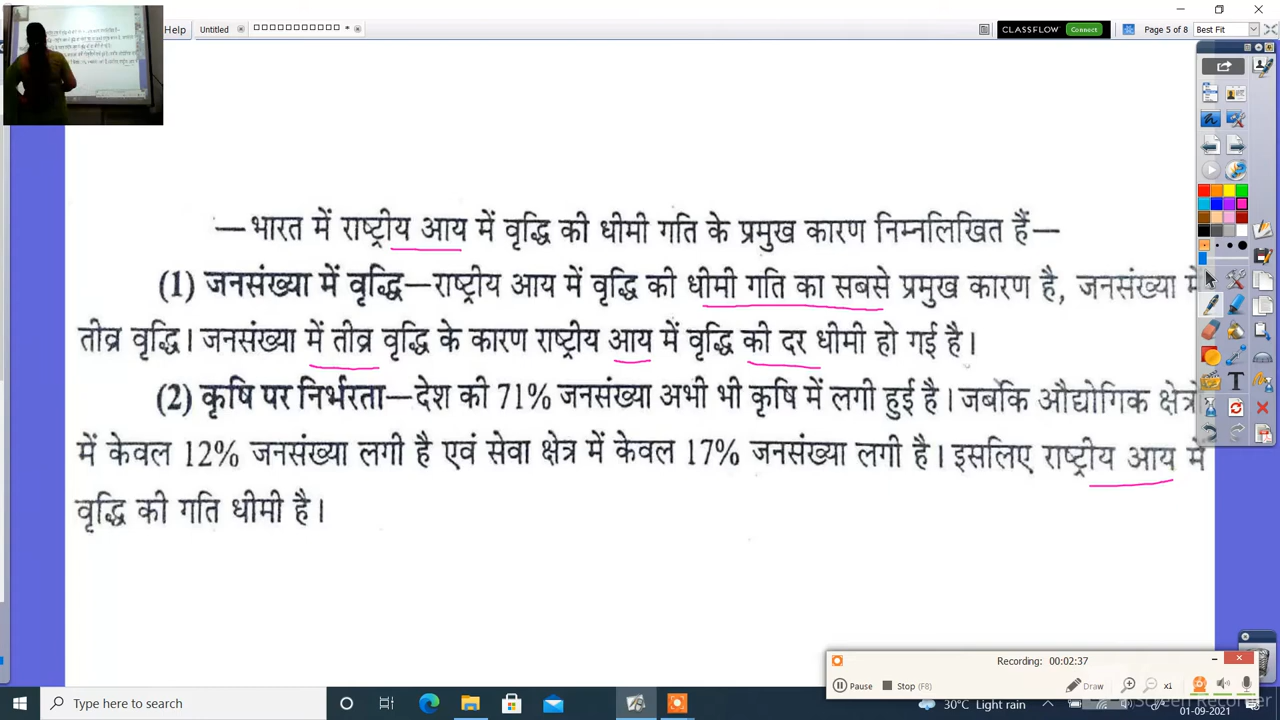 Help Untitled □□□□□□□□□□ * CLASSFLOW Connect Page 5 of 8 Best Fit
—भारत में राष्ट्रीय आय में वृद्धि की धीमी गति के प्रमुख कारण निम्नलिखित हैं—
(1) जनसंख्या में वृद्धि—राष्ट्रीय आय में वृद्धि की धीमी गति का सबसे प्रमुख कारण है, जनसंख्या में
तीव्र वृद्धि। जनसंख्या में तीव्र वृद्धि के कारण राष्ट्रीय आय में वृद्धि की दर धीमी हो गई है।
(2) कृषि पर निर्भरता—देश की 71% जनसंख्या अभी भी कृषि में लगी हुई है। जबकि औद्योगिक क्षेत्रों
में केवल 12% जनसंख्या लगी है एवं सेवा क्षेत्र में केवल 17% जनसंख्या लगी है। इसलिए राष्ट्रीय आय में
वृद्धि की गति धीमी है।
Recording: 00:02:37
Pause Stop (F8) Draw x1
Type here to search 30°C Light rain
01-09-2021
Screen Recorder